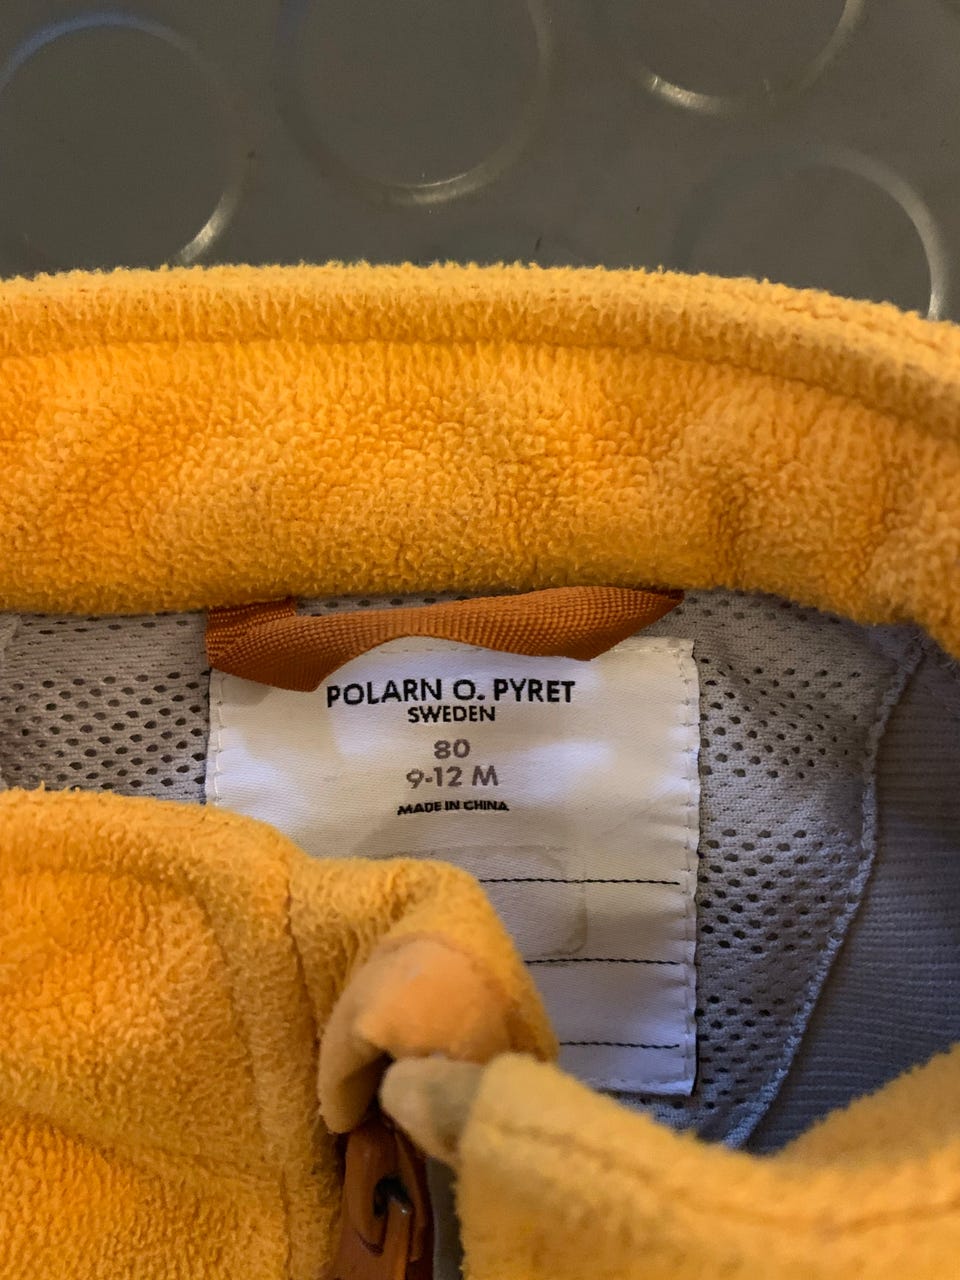 POLARN O. PYRET
SWEDEN
80
9-12 M
MADE IN CHINA